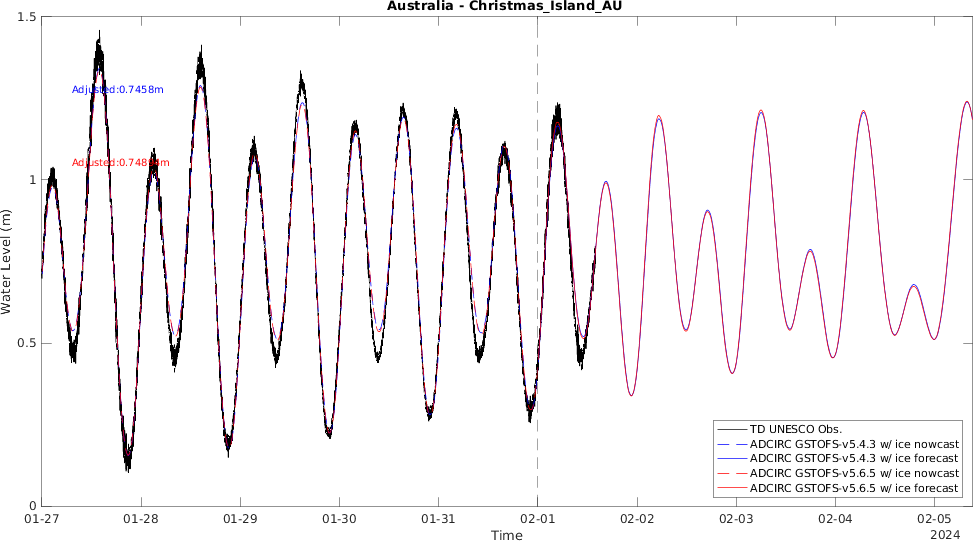 Australia - Christmas_Island_AU
1.5
Adjusted:0.7458m
Adjusted:0.748
1
Water Level (m)
0.5
TD UNESCO Obs.
ADCIRC GSTOFS-v5.4.3 w/ ice nowcast
ADCIRC GSTOFS-v5.4.3 w/ ice forecast
ADCIRC GSTOFS-v5.6.5 w/ ice nowcast
ADCIRC GSTOFS-v5.6.5 w/ ice forecast
0
01-27 01-28 01-29 01-30 01-31 02-01 02-02 02-03 02-04 02-05
Time
2024